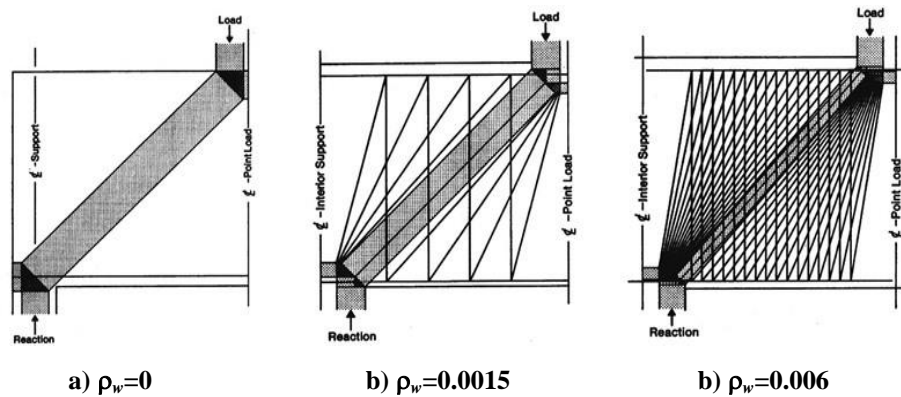 Load
℄ -Support
℄ -Point Load
Reaction
a) ρw=0
Load
℄ -Interior Support
℄ -Point Load
Reaction
b) ρw=0.0015
Load
℄ -Interior Support
℄ -Point Load
Reaction
b) ρw=0.006